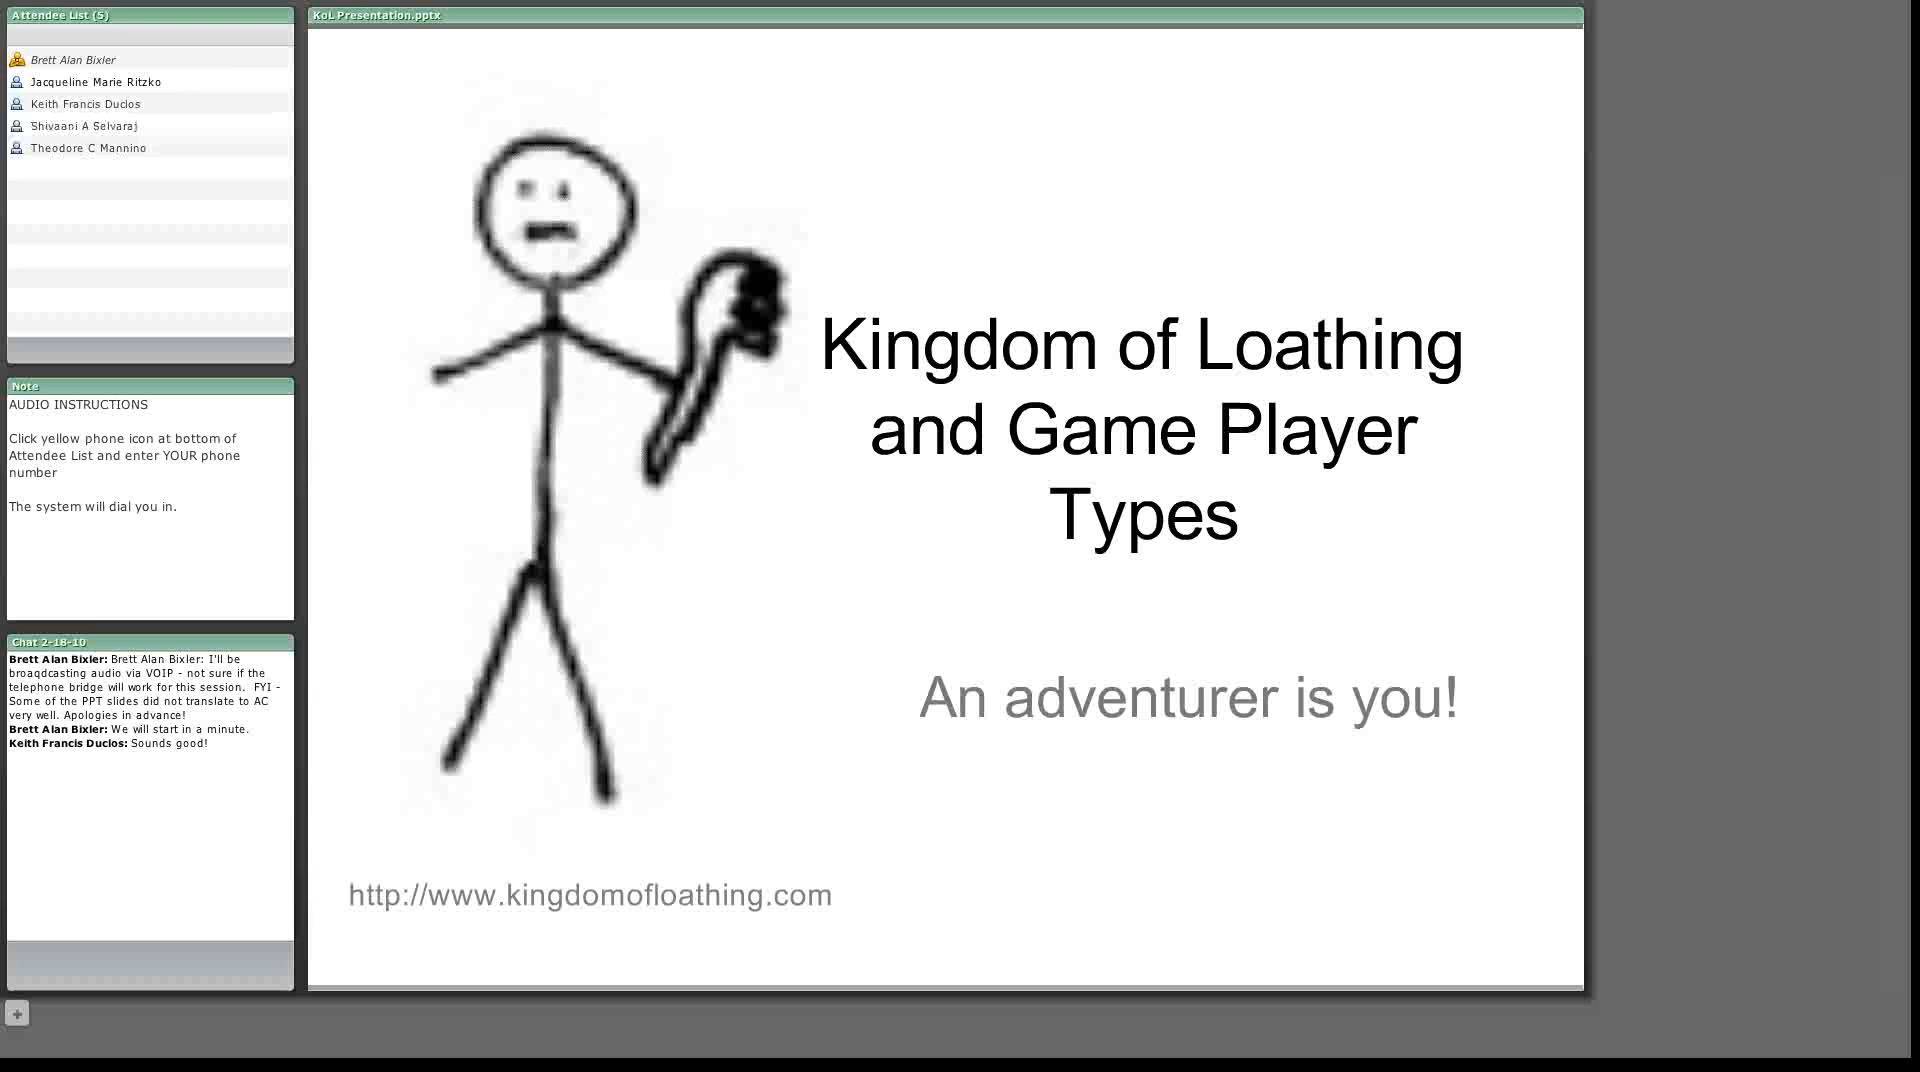 Attendee List (5)
Brett Alan Bixler
Jacqueline Marie Ritzko
Keith Francis Duclos
Shivaani A Selvaraj
Theodore C Mannino
Note
AUDIO INSTRUCTIONS
Click yellow phone icon at bottom of
Attendee List and enter YOUR phone
number
The system will dial you in.
Chat 2-18-10
Brett Alan Bixler: Brett Alan Bixler: I'll be
broaqdcasting audio via VOIP - not sure if the
telephone bridge will work for this session. FYI -
Some of the PPT slides did not translate to AC
very well. Apologies in advance!
Brett Alan Bixler: We will start in a minute.
Keith Francis Duclos: Sounds good!
KoL Presentation.pptx
Kingdom of Loathing
and Game Player
Types
An adventurer is you!
http://www.kingdomofloathing.com